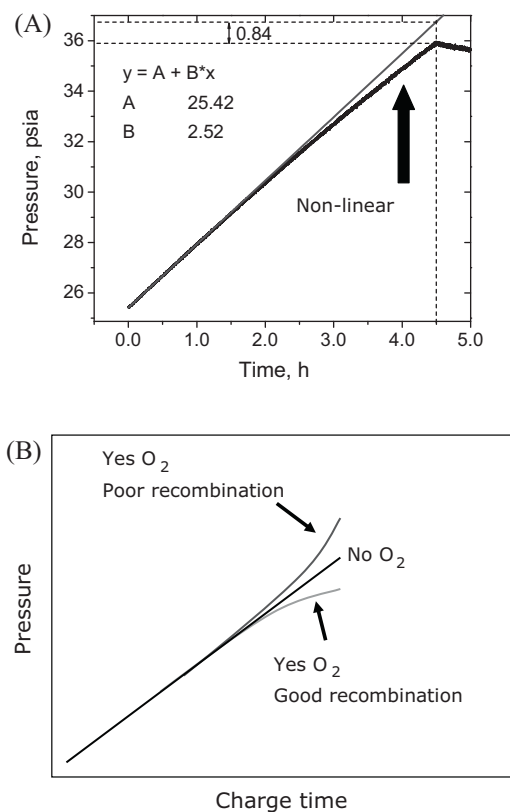 (A)
36
34
32
30
28
26
Pressure, psia
0.84
y = A + B*x
A 25.42
B 2.52
Non-linear
0.0 1.0 2.0 3.0 4.0 5.0
Time, h
(B)
Yes O₂
Poor recombination
No O₂
Yes O₂
Good recombination
Pressure
Charge time